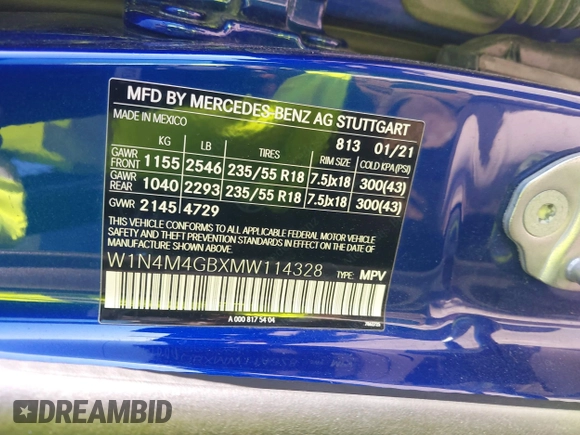 MFD BY MERCEDES-BENZ AG STUTTGART
MADE IN MEXICO 813 01/21
KG LB TIRES RIM SIZE COLD KPA (PSI)
GAWR FRONT 1155 2546 235/55 R18 7.5Jx18 300(43)
GAWR REAR 1040 2293 235/55 R18 7.5Jx18 300(43)
GVWR 2145 4729
THIS VEHICLE CONFORMS TO ALL APPLICABLE FEDERAL MOTOR VEHICLE
SAFETY AND THEFT PREVENTION STANDARDS IN EFFECT ON THE DATE
OF MANUFACTURE SHOWN ABOVE.
W1N4M4GBXMW114328 TYPE: MPV
A 000 817 54 04
DREAMBID